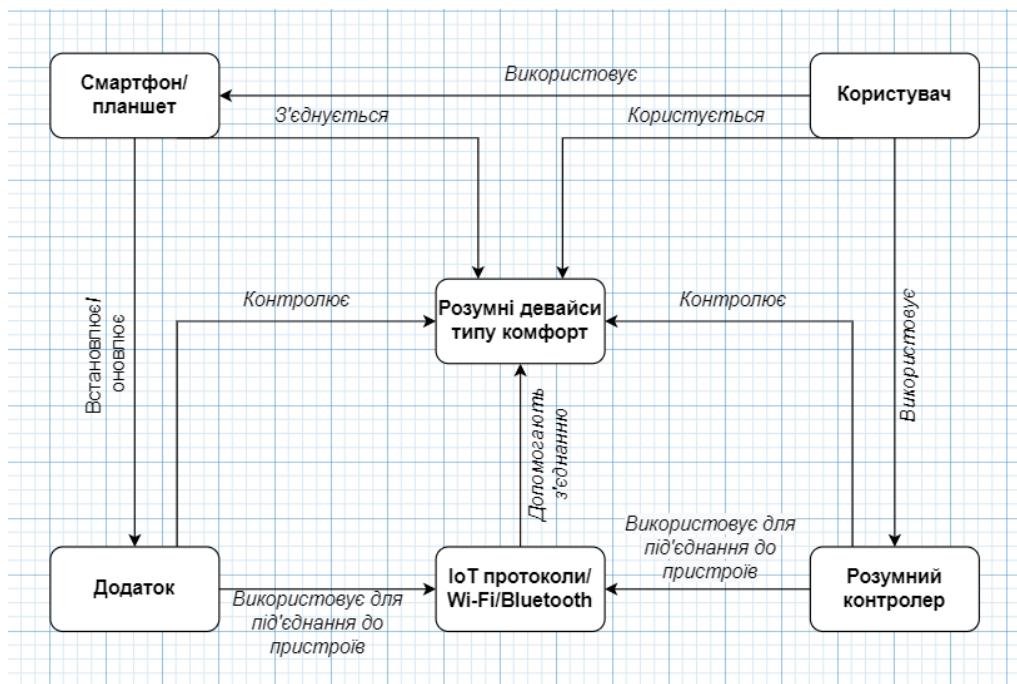 Використовує
Смартфон/
планшет
Користувач
З'єднується
Користується
Встановлює/
оновлює
Контролює
Розумні девайси
типу комфорт
Контролює
Використовує
Допомогають
з'єднанню
Використовує для
під'єднання до
пристроїв
Додаток
IoT протоколи/
Wi-Fi/Bluetooth
Розумний
контролер
Використовує для
під'єднання до
пристроїв